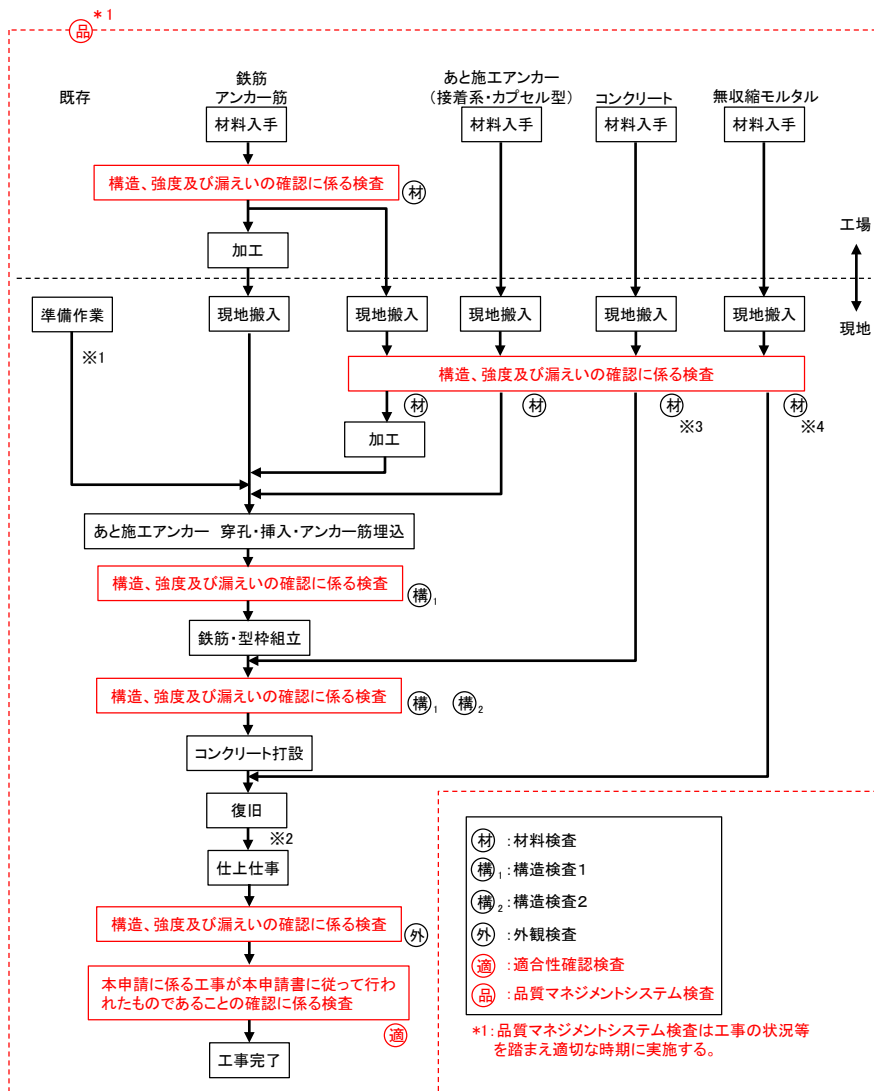 品 *1
既存
鉄筋
アンカー筋
あと施工アンカー
(接着系・カプセル型)
コンクリート
無収縮モルタル
材料入手
材料入手
材料入手
材料入手
構造、強度及び漏えいの確認に係る検査
材
加工
工場
現地
準備作業
※1
現地搬入
現地搬入
現地搬入
現地搬入
現地搬入
構造、強度及び漏えいの確認に係る検査
材
材
材
※3
材
※4
加工
あと施工アンカー 穿孔・挿入・アンカー筋埋込
構造、強度及び漏えいの確認に係る検査
構1
鉄筋・型枠組立
構造、強度及び漏えいの確認に係る検査
構1 構2
コンクリート打設
復旧
※2
仕上仕事
構造、強度及び漏えいの確認に係る検査
外
本申請に係る工事が本申請書に従って行わ
れたものであることの確認に係る検査
適
工事完了
材:材料検査
構1:構造検査1
構2:構造検査2
外:外観検査
適:適合性確認検査
品:品質マネジメントシステム検査
*1:品質マネジメントシステム検査は工事の状況等
を踏まえ適切な時期に実施する。